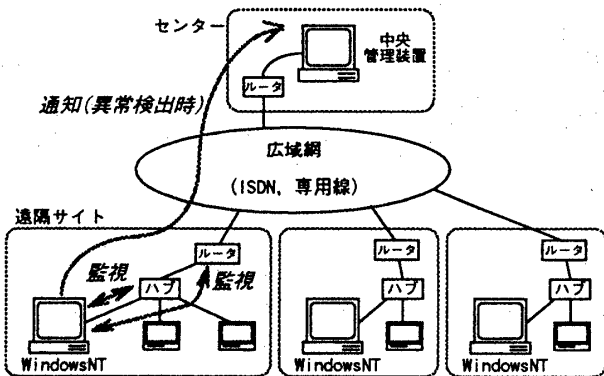 センター
中央
管理装置
ルータ
通知(異常検出時)
広域網
(ISDN, 専用線)
遠隔サイト
ルータ
監視
監視
ハブ
WindowsNT
ルータ
ハブ
WindowsNT
ルータ
ハブ
WindowsNT